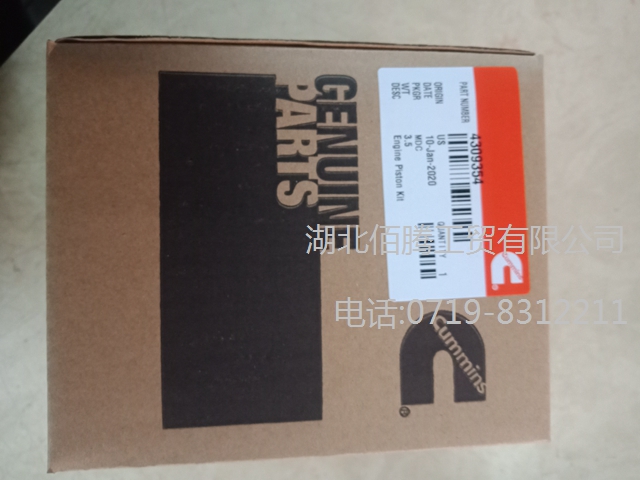 GENUINE
PARTS
PART NUMBER
4309354
ORIGIN US
DATE 10-Jan-2020
PKGR MDC
WT 3.5
DESC Engine Piston Kit
QUANTITY 1
Cummins
®
湖北佰腾工贸有限公司
电话:0719-8312211